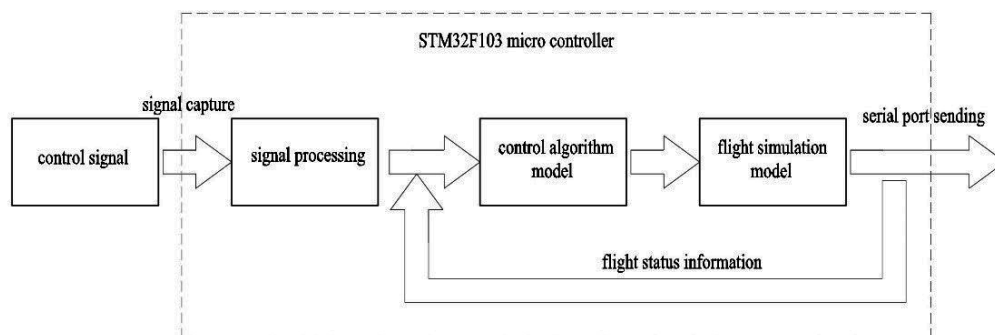 STM32F103 micro controller
signal capture
serial port sending
control signal
signal processing
control algorithm
model
flight simulation
model
flight status information